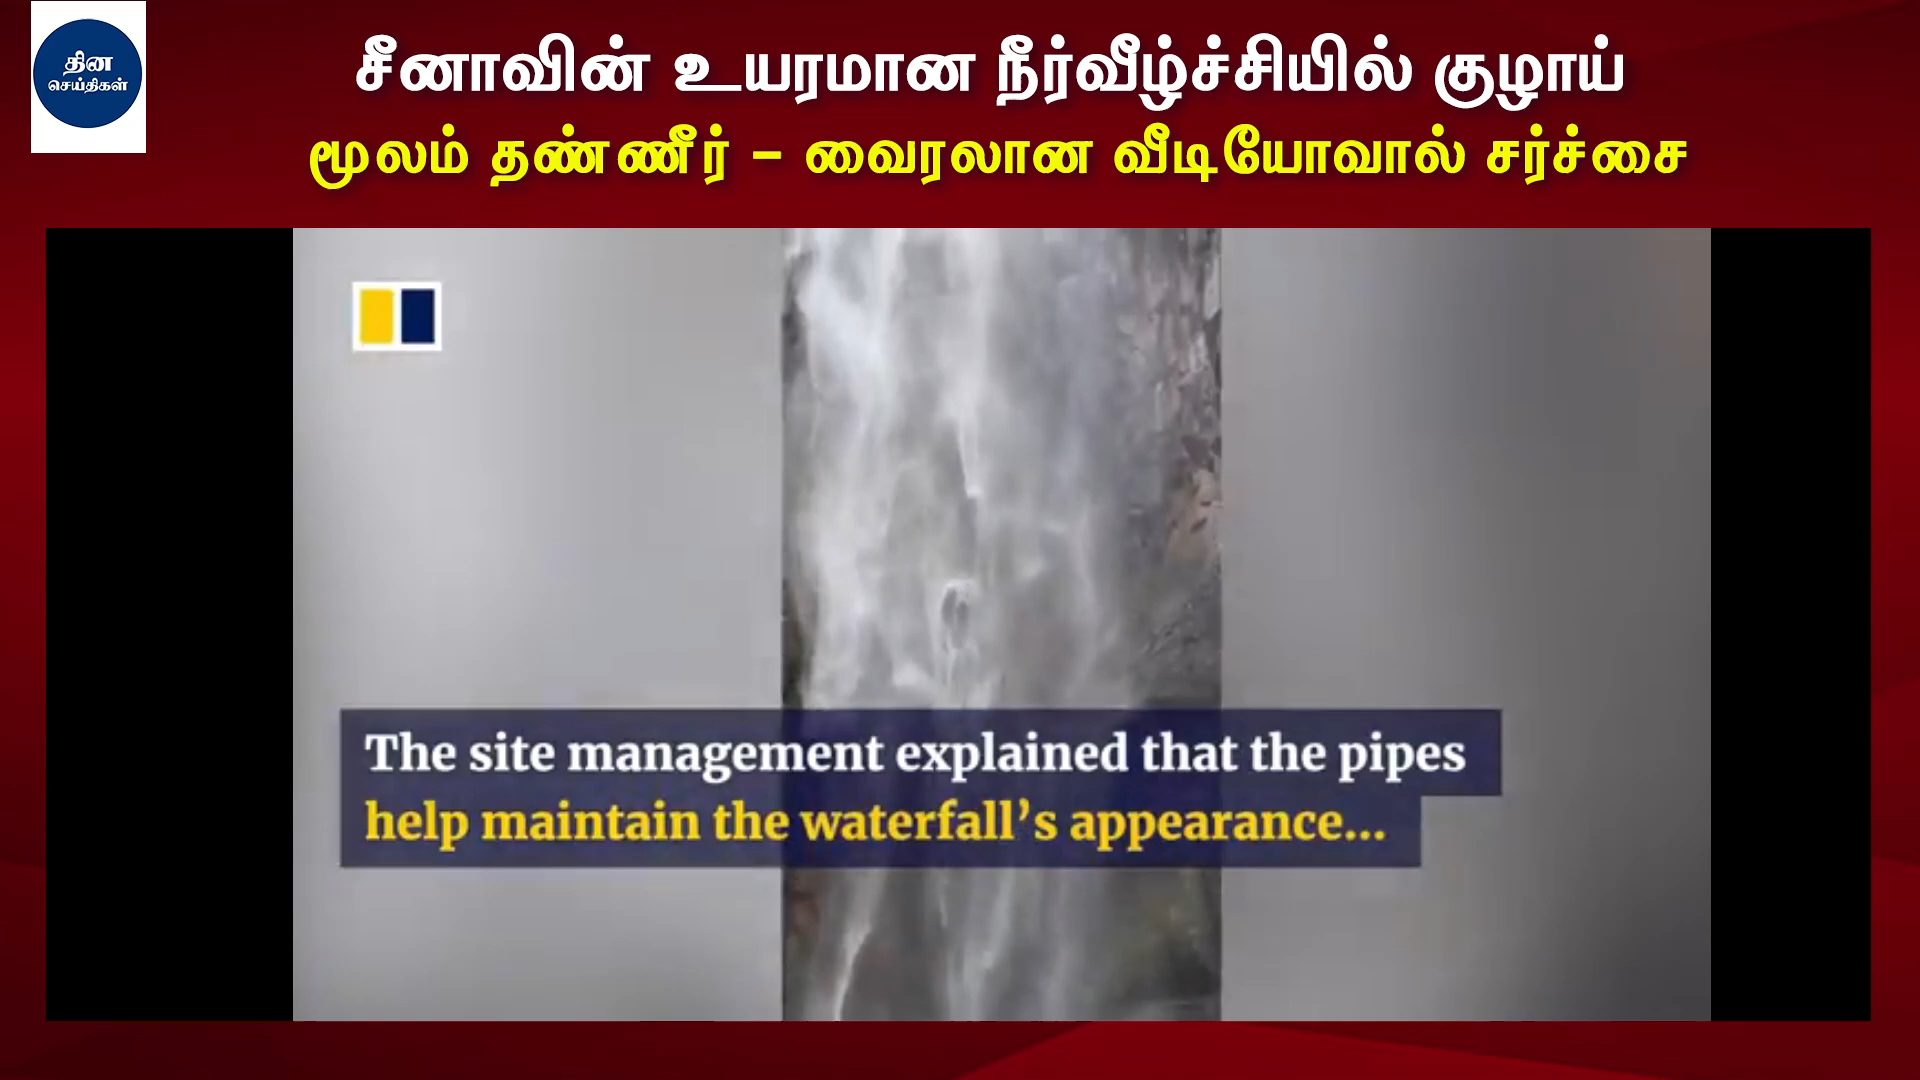 தின
செய்திகள்
சீனாவின் உயரமான நீர்வீழ்ச்சியில் குழாய்
மூலம் தண்ணீர் – வைரலான வீடியோவால் சர்ச்சை
The site management explained that the pipes
help maintain the waterfall’s appearance...